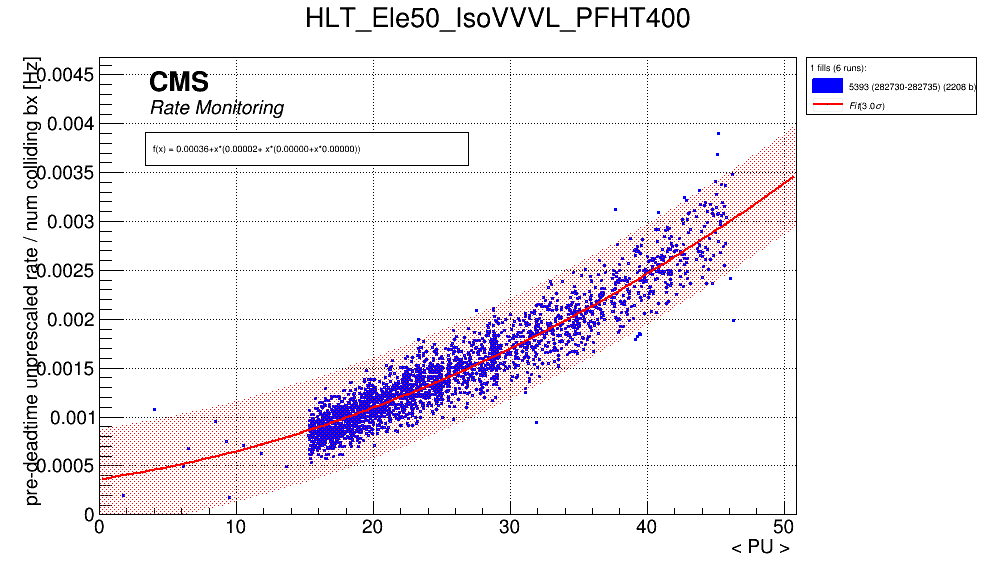 HLT_Ele50_IsoVVVL_PFHT400
pre-deadtime unprescaled rate / num colliding bx [Hz]
0.0045
0.004
0.0035
0.003
0.0025
0.002
0.0015
0.001
0.0005
0
CMS
Rate Monitoring
f(x) = 0.00036+x*(0.00002+ x*(0.00000+x*0.00000))
1 fills (6 runs):
5393 (282730-282735) (2208 b)
Fit(3.0σ)
0 10 20 30 40 50
< PU >